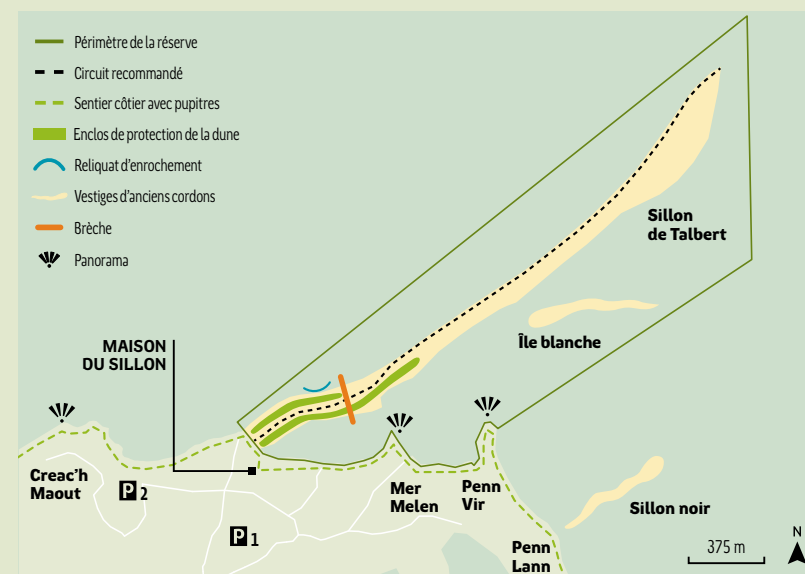 Périmètre de la réserve
Circuit recommandé
Sentier côtier avec pupitres
Enclos de protection de la dune
Reliquat d'enrochement
Vestiges d'anciens cordons
Brèche
Panorama
Sillon
de Talbert
Île blanche
MAISON
DU SILLON
Creac'h
Maout
P 2
P 1
Mer
Melen
Penn
Vir
Sillon noir
Penn
Lann
375 m
N